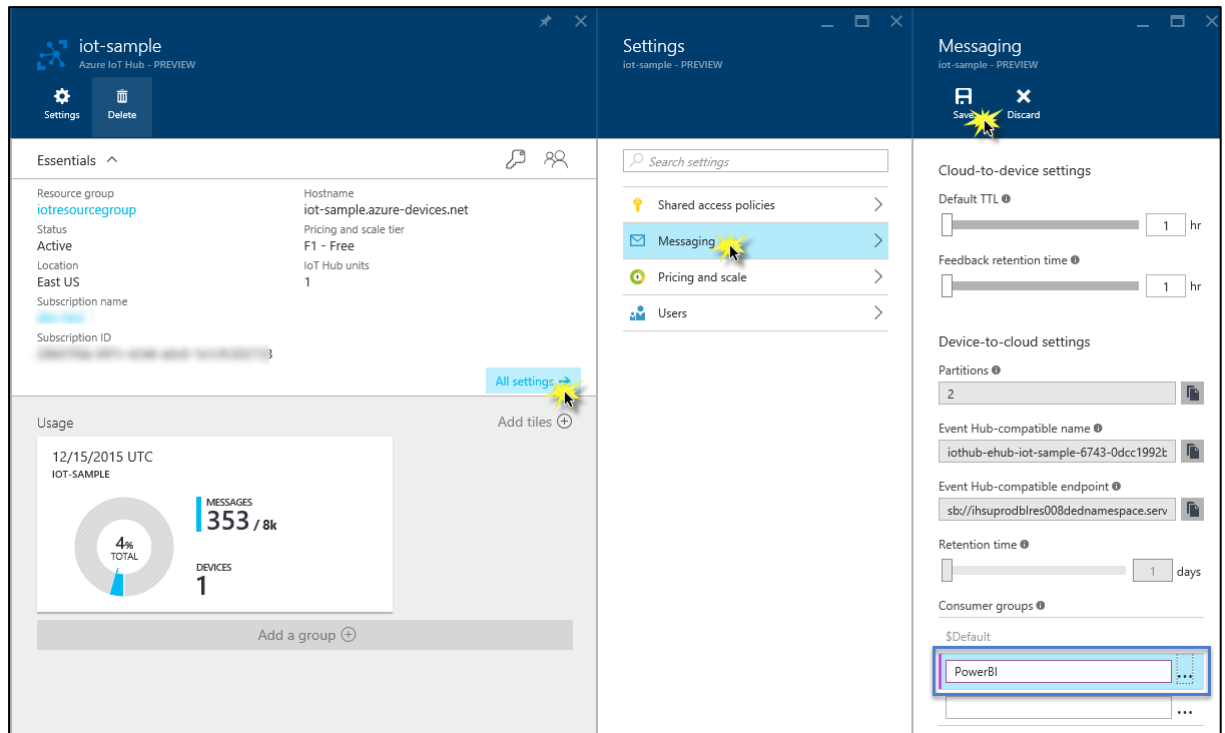 iot-sample
Azure IoT Hub - PREVIEW
Settings
Delete
Essentials
Resource group
iotresourcegroup
Status
Active
Location
East US
Subscription name
Subscription ID
Hostname
iot-sample.azure-devices.net
Pricing and scale tier
F1 - Free
IoT Hub units
1
All settings
Usage
Add tiles
12/15/2015 UTC
IOT-SAMPLE
4%
TOTAL
MESSAGES
353 / 8k
DEVICES
1
Add a group
Settings
iot-sample - PREVIEW
Search settings
Shared access policies
Messaging
Pricing and scale
Users
Messaging
iot-sample - PREVIEW
Save
Discard
Cloud-to-device settings
Default TTL
1 hr
Feedback retention time
1 hr
Device-to-cloud settings
Partitions
2
Event Hub-compatible name
iothub-ehub-iot-sample-6743-0dcc1992b
Event Hub-compatible endpoint
sb://ihsuprodblres008dednamespace.serv
Retention time
1 days
Consumer groups
$Default
PowerBI
...
...